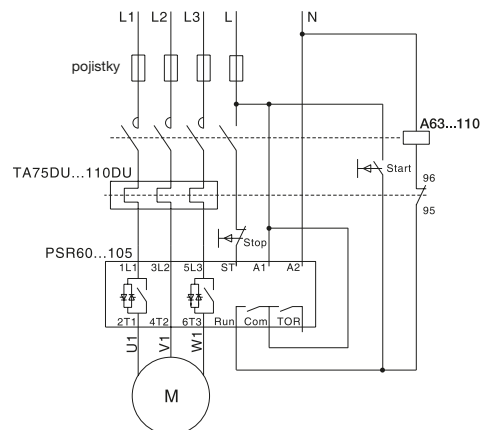 L1 L2 L3 L N
pojistky
A63...110
Start
TA75DU...110DU
96
95
Stop
PSR60...105
1L1 3L2 5L3 ST A1 A2
2T1 4T2 6T3 Run Com TOR
U1 V1 W1
M